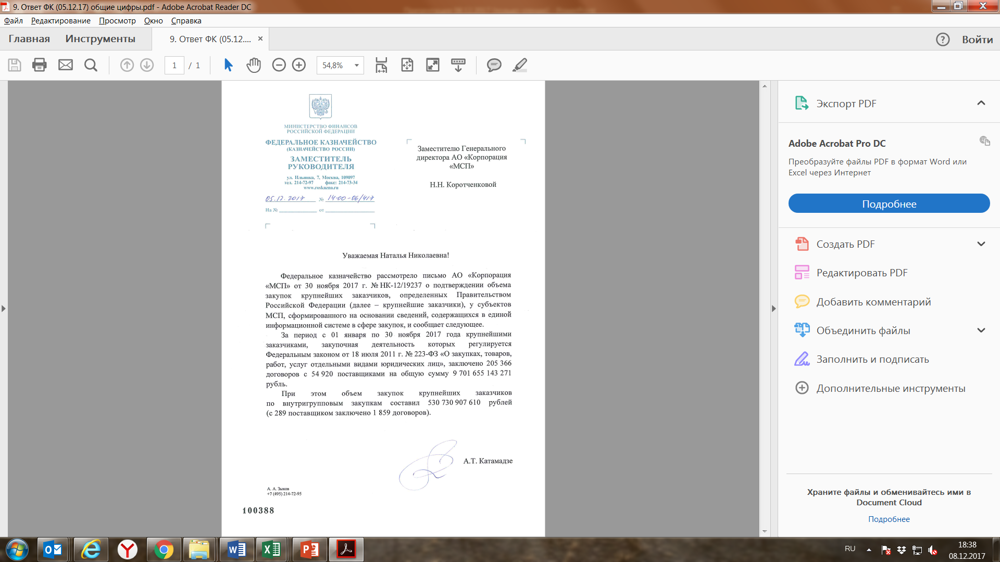 9. Ответ ФК (05.12.17) общие цифры.pdf - Adobe Acrobat Reader DC
Файл Редактирование Просмотр Окно Справка
Главная Инструменты 9. Ответ ФК (05.12.... × ? Войти
1 / 1 54,8%
МИНИСТЕРСТВО ФИНАНСОВ
РОССИЙСКОЙ ФЕДЕРАЦИИ
ФЕДЕРАЛЬНОЕ КАЗНАЧЕЙСТВО
(КАЗНАЧЕЙСТВО РОССИИ)
ЗАМЕСТИТЕЛЬ
РУКОВОДИТЕЛЯ
ул. Ильинка, 7, Москва, 109097
тел. 214-72-97 факс: 214-73-34
www.roskazna.ru
05.12.2017 № 14-00-06/417
На № от
Заместителю Генерального
директора АО «Корпорация
«МСП»
Н.Н. Коротченковой
Уважаемая Наталья Николаевна!
Федеральное казначейство рассмотрело письмо АО «Корпорация
«МСП» от 30 ноября 2017 г. № НК-12/19237 о подтверждении объема
закупок крупнейших заказчиков, определенных Правительством
Российской Федерации (далее – крупнейшие заказчики), у субъектов
МСП, сформированного на основании сведений, содержащихся в единой
информационной системе в сфере закупок, и сообщает следующее.
За период с 01 января по 30 ноября 2017 года крупнейшими
заказчиками, закупочная деятельность которых регулируется
Федеральным законом от 18 июля 2011 г. № 223-ФЗ «О закупках, товаров,
работ, услуг отдельными видами юридических лиц», заключено 205 366
договоров с 54 920 поставщиками на общую сумму 9 701 655 143 271
рубль.
При этом объем закупок крупнейших заказчиков
по внутригрупповым закупкам составил 530 730 907 610 рублей
(с 289 поставщиком заключено 1 859 договоров).
А.Т. Катамадзе
А. А. Зыков
+7 (495) 214-72-95
100388
Экспорт PDF
Adobe Acrobat Pro DC
Преобразуйте файлы PDF в формат Word или
Excel через Интернет
Подробнее
Создать PDF
Редактировать PDF
Добавить комментарий
Объединить файлы
Заполнить и подписать
Дополнительные инструменты
Храните файлы и обменивайтесь ими в
Document Cloud
Подробнее
RU
18:38
08.12.2017